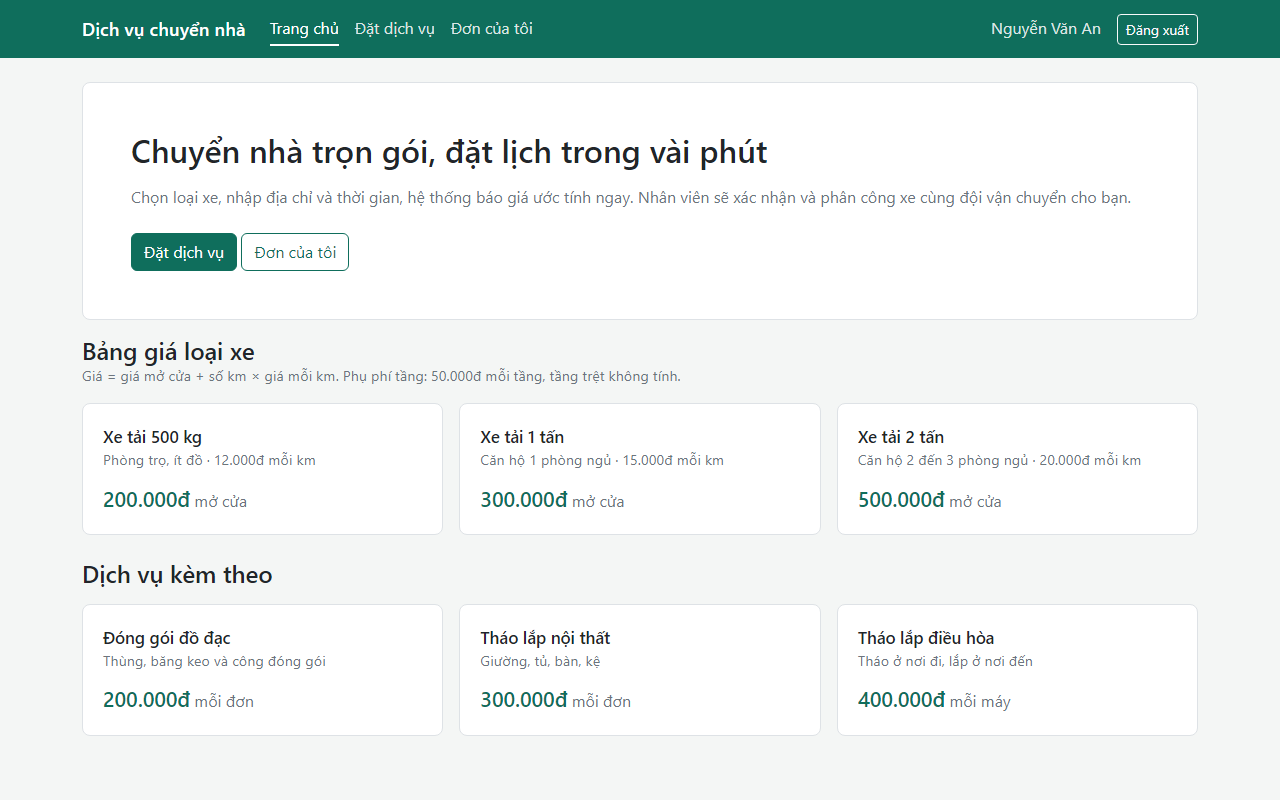 Dịch vụ chuyển nhà Trang chủ Đặt dịch vụ Đơn của tôi Nguyễn Văn An Đăng xuất
Chuyển nhà trọn gói, đặt lịch trong vài phút
Chọn loại xe, nhập địa chỉ và thời gian, hệ thống báo giá ước tính ngay. Nhân viên sẽ xác nhận và phân công xe cùng đội vận chuyển cho bạn.
Đặt dịch vụ Đơn của tôi
Bảng giá loại xe
Giá = giá mở cửa + số km × giá mỗi km. Phụ phí tầng: 50.000đ mỗi tầng, tầng trệt không tính.
Xe tải 500 kg
Phòng trọ, ít đồ · 12.000đ mỗi km
200.000đ mở cửa
Xe tải 1 tấn
Căn hộ 1 phòng ngủ · 15.000đ mỗi km
300.000đ mở cửa
Xe tải 2 tấn
Căn hộ 2 đến 3 phòng ngủ · 20.000đ mỗi km
500.000đ mở cửa
Dịch vụ kèm theo
Đóng gói đồ đạc
Thùng, băng keo và công đóng gói
200.000đ mỗi đơn
Tháo lắp nội thất
Giường, tủ, bàn, kệ
300.000đ mỗi đơn
Tháo lắp điều hòa
Tháo ở nơi đi, lắp ở nơi đến
400.000đ mỗi máy